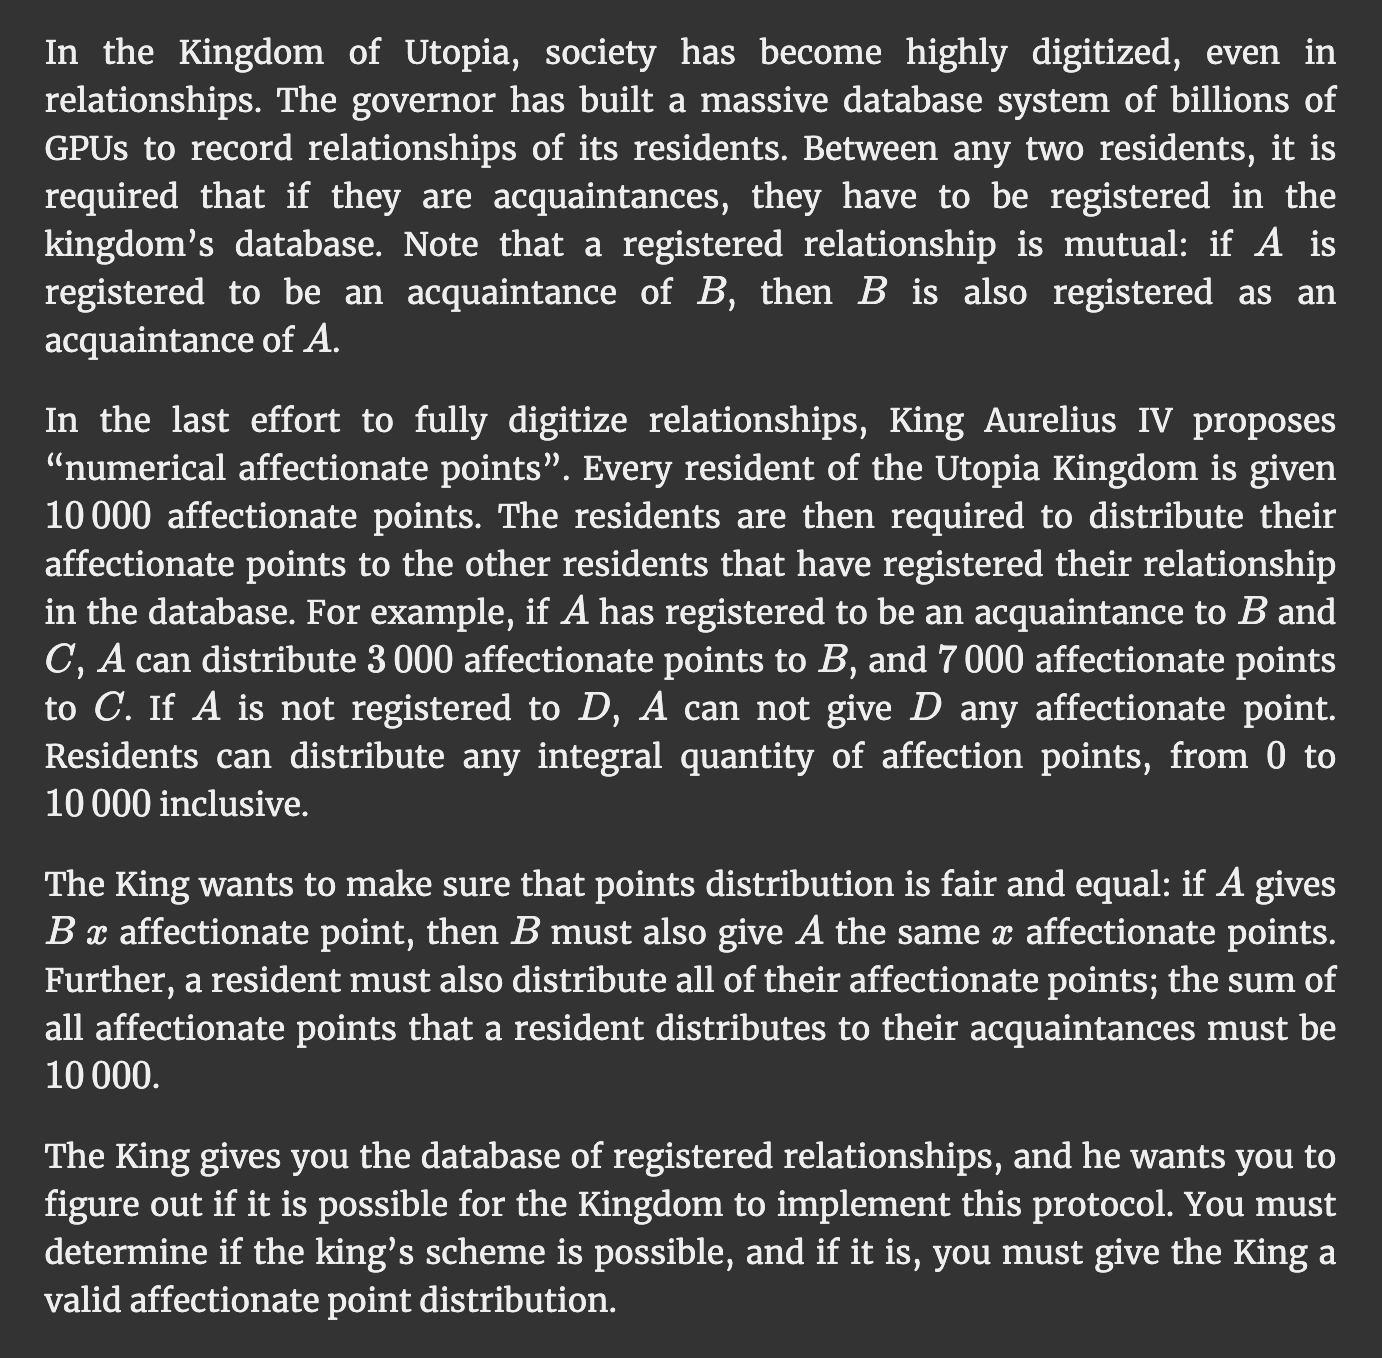 In the Kingdom of Utopia, society has become highly digitized, even in
relationships. The governor has built a massive database system of billions of
GPUs to record relationships of its residents. Between any two residents, it is
required that if they are acquaintances, they have to be registered in the
kingdom’s database. Note that a registered relationship is mutual: if A is
registered to be an acquaintance of B, then B is also registered as an
acquaintance of A.
In the last effort to fully digitize relationships, King Aurelius IV proposes
“numerical affectionate points”. Every resident of the Utopia Kingdom is given
10 000 affectionate points. The residents are then required to distribute their
affectionate points to the other residents that have registered their relationship
in the database. For example, if A has registered to be an acquaintance to B and
C, A can distribute 3 000 affectionate points to B, and 7 000 affectionate points
to C. If A is not registered to D, A can not give D any affectionate point.
Residents can distribute any integral quantity of affection points, from 0 to
10 000 inclusive.
The King wants to make sure that points distribution is fair and equal: if A gives
B x affectionate point, then B must also give A the same x affectionate points.
Further, a resident must also distribute all of their affectionate points; the sum of
all affectionate points that a resident distributes to their acquaintances must be
10 000.
The King gives you the database of registered relationships, and he wants you to
figure out if it is possible for the Kingdom to implement this protocol. You must
determine if the king’s scheme is possible, and if it is, you must give the King a
valid affectionate point distribution.